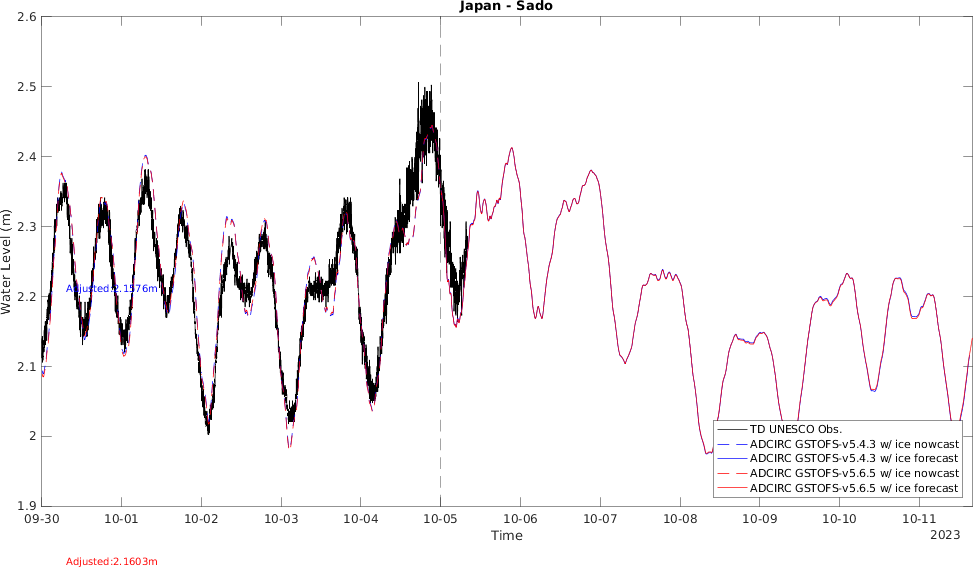 Japan - Sado
2.6
2.5
2.4
2.3
2.2
2.1
2
1.9
Water Level (m)
Adjusted:2.1576m
TD UNESCO Obs.
ADCIRC GSTOFS-v5.4.3 w/ ice nowcast
ADCIRC GSTOFS-v5.4.3 w/ ice forecast
ADCIRC GSTOFS-v5.6.5 w/ ice nowcast
ADCIRC GSTOFS-v5.6.5 w/ ice forecast
09-30 10-01 10-02 10-03 10-04 10-05 10-06 10-07 10-08 10-09 10-10 10-11
Time
2023
Adjusted:2.1603m